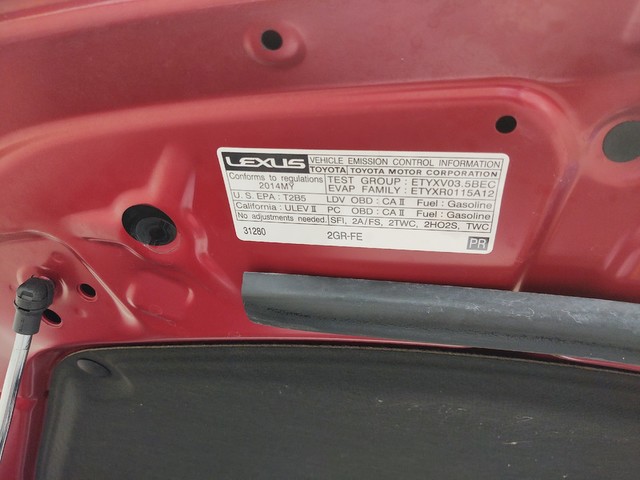 LEXUS VEHICLE EMISSION CONTROL INFORMATION
TOYOTA TOYOTA MOTOR CORPORATION
Conforms to regulations TEST GROUP : ETYXV03.5BEC
2014MY EVAP FAMILY : ETYXR0115A12
U.S. EPA : T2B5 LDV OBD : CA II Fuel : Gasoline
California : ULEV II PC OBD : CA II Fuel : Gasoline
No adjustments needed. SFI, 2A/FS, 2TWC, 2HO2S, TWC
31280 2GR-FE PR